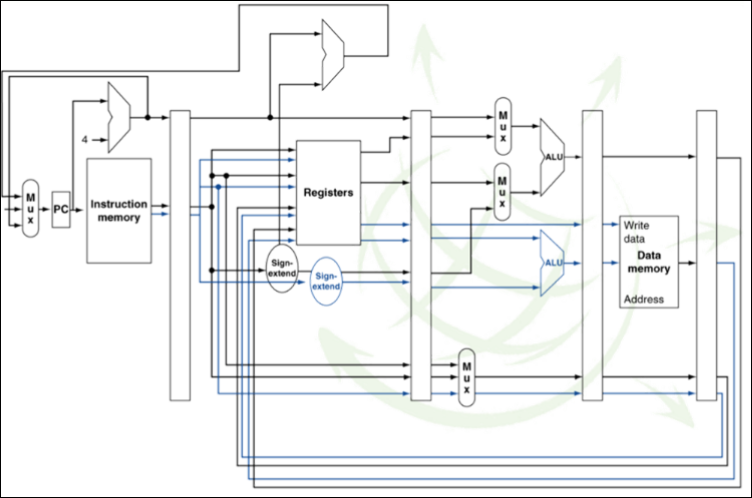 4
M
u
x
PC
Instruction
memory
Registers
Sign-
extend
Sign-
extend
M
u
x
M
u
x
ALU
ALU
M
u
x
Write
data
Data
memory
Address